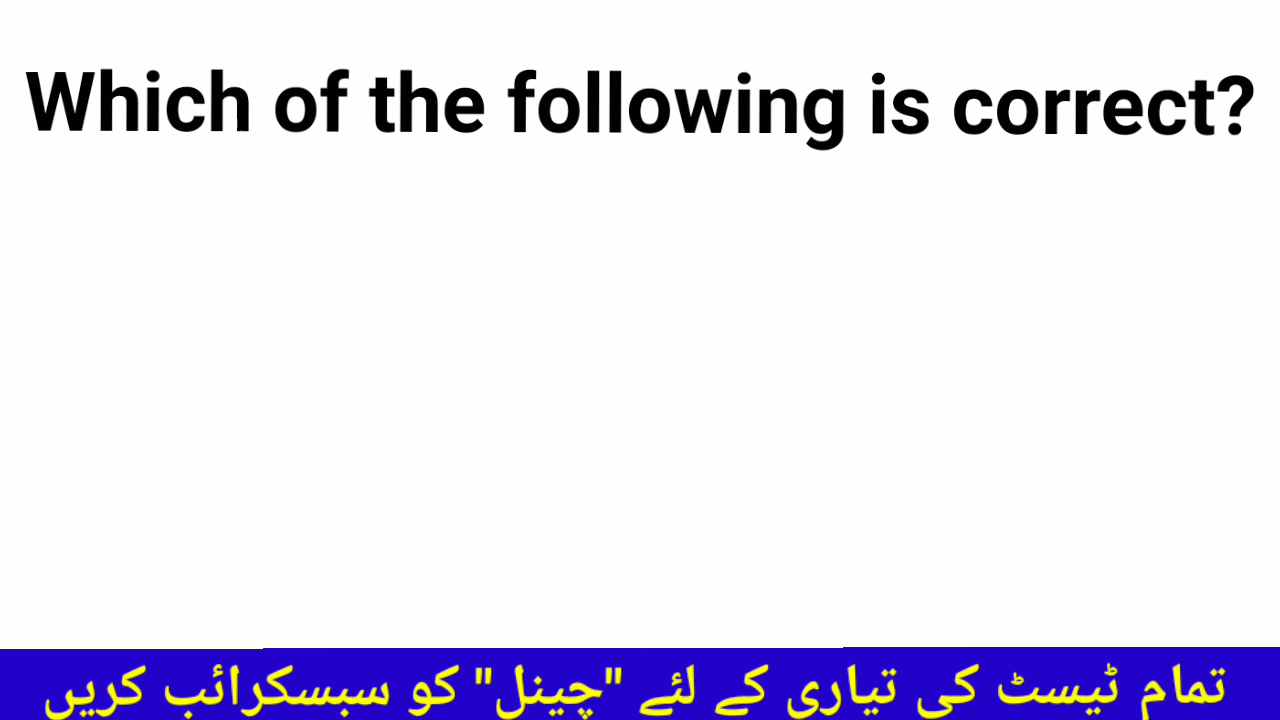 Which of the following is correct?
تمام ٹیسٹ کی تیاری کے لئے "چینل" کو سبسکرائب کریں